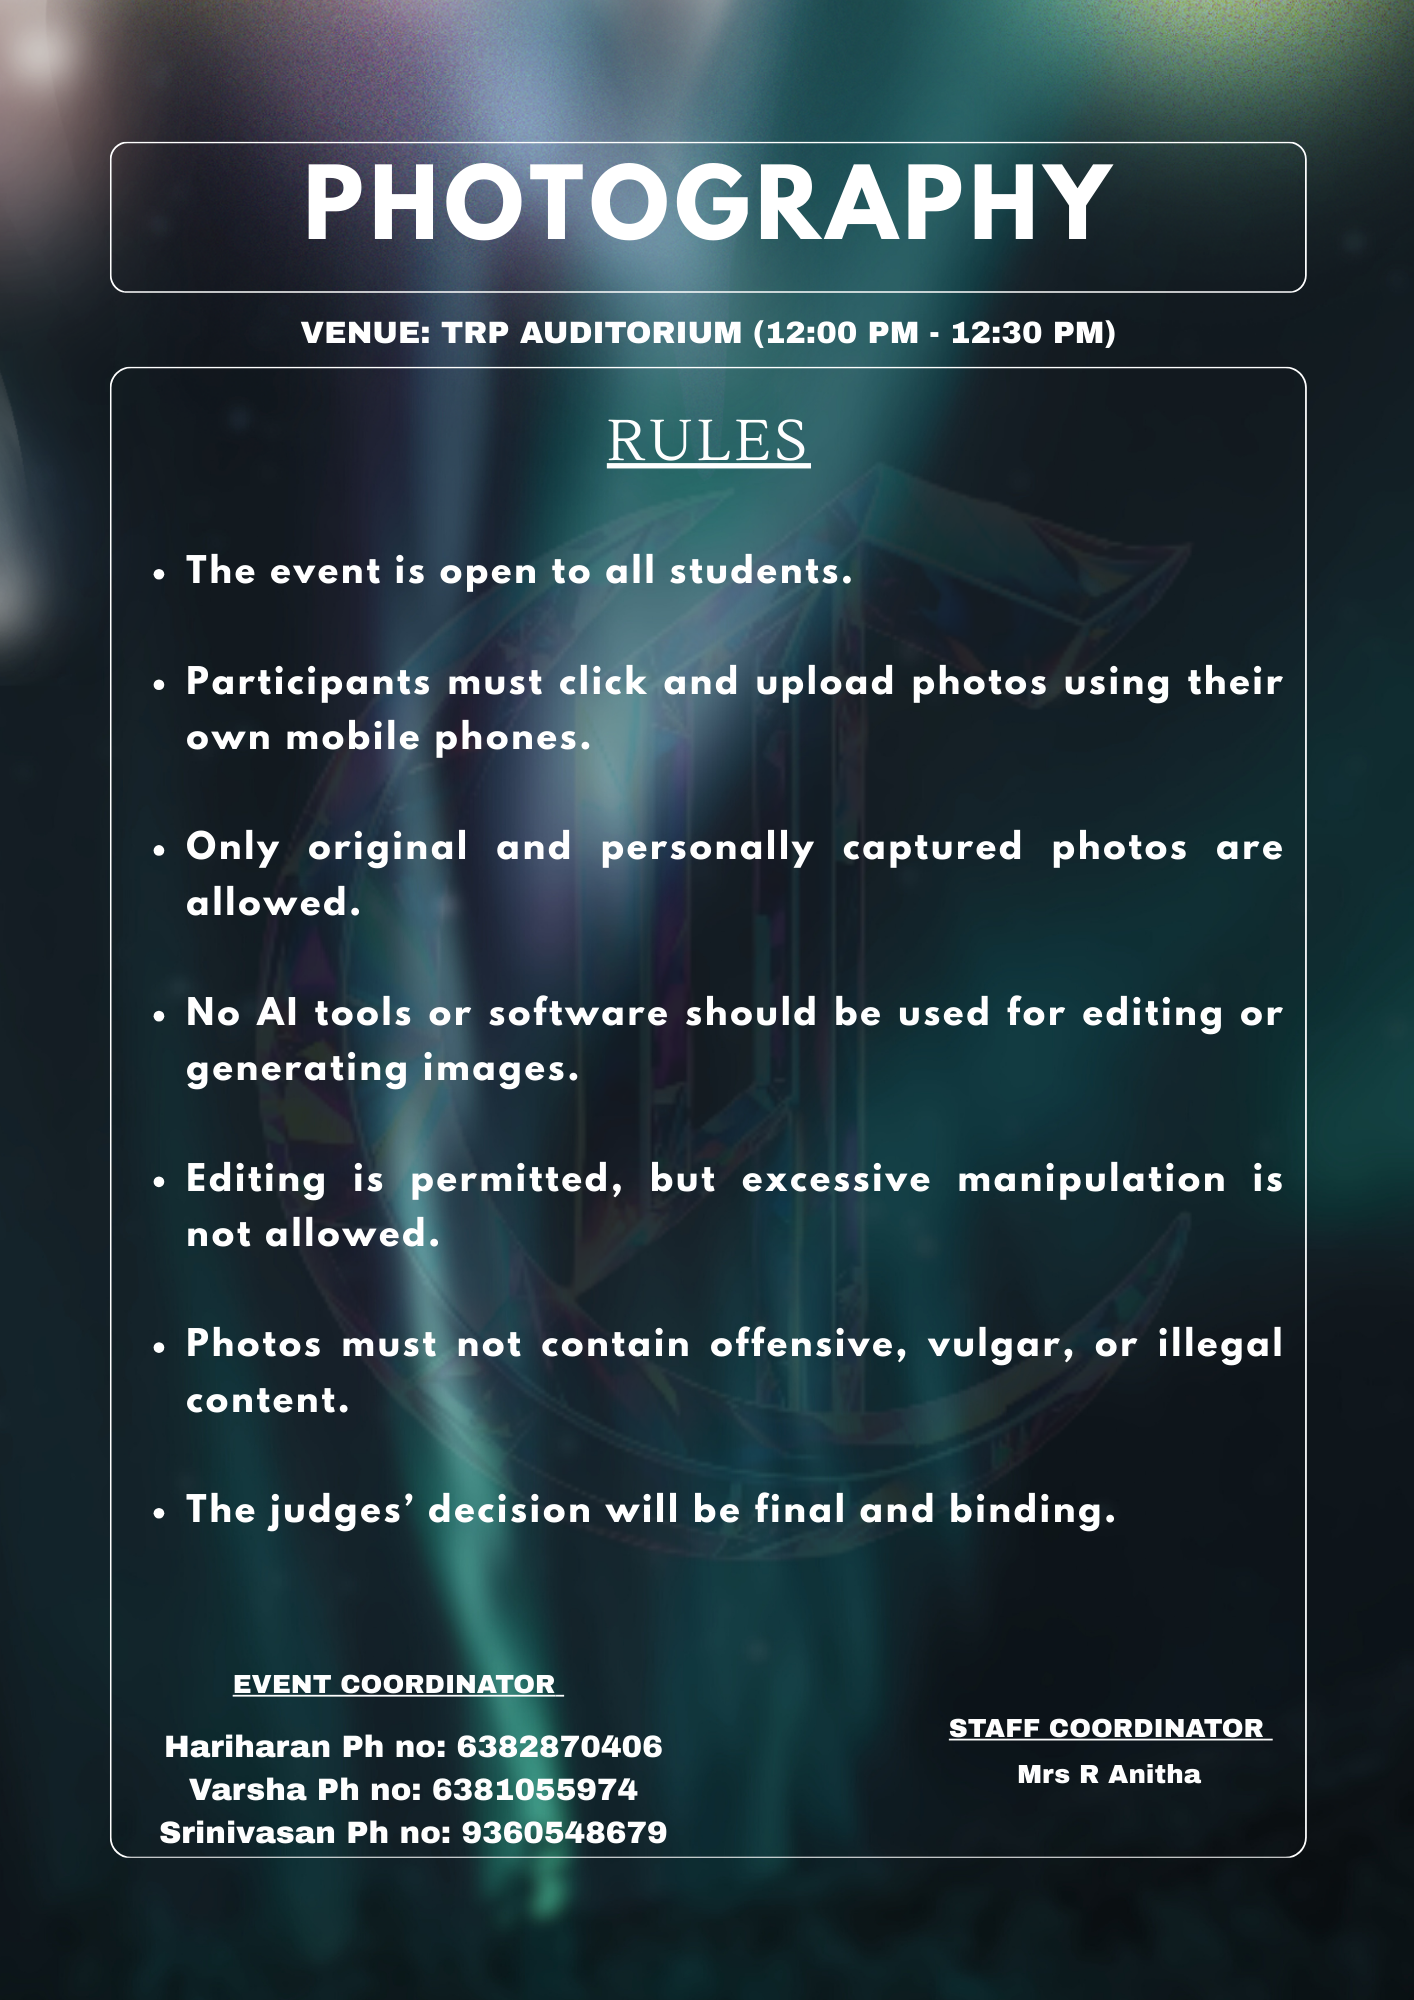 PHOTOGRAPHY
VENUE: TRP AUDITORIUM (12:00 PM - 12:30 PM)
RULES
• The event is open to all students.
• Participants must click and upload photos using their
own mobile phones.
• Only original and personally captured photos are
allowed.
• No AI tools or software should be used for editing or
generating images.
• Editing is permitted, but excessive manipulation is
not allowed.
• Photos must not contain offensive, vulgar, or illegal
content.
• The judges’ decision will be final and binding.
EVENT COORDINATOR
Hariharan Ph no: 6382870406
Varsha Ph no: 6381055974
Srinivasan Ph no: 9360548679
STAFF COORDINATOR
Mrs R Anitha